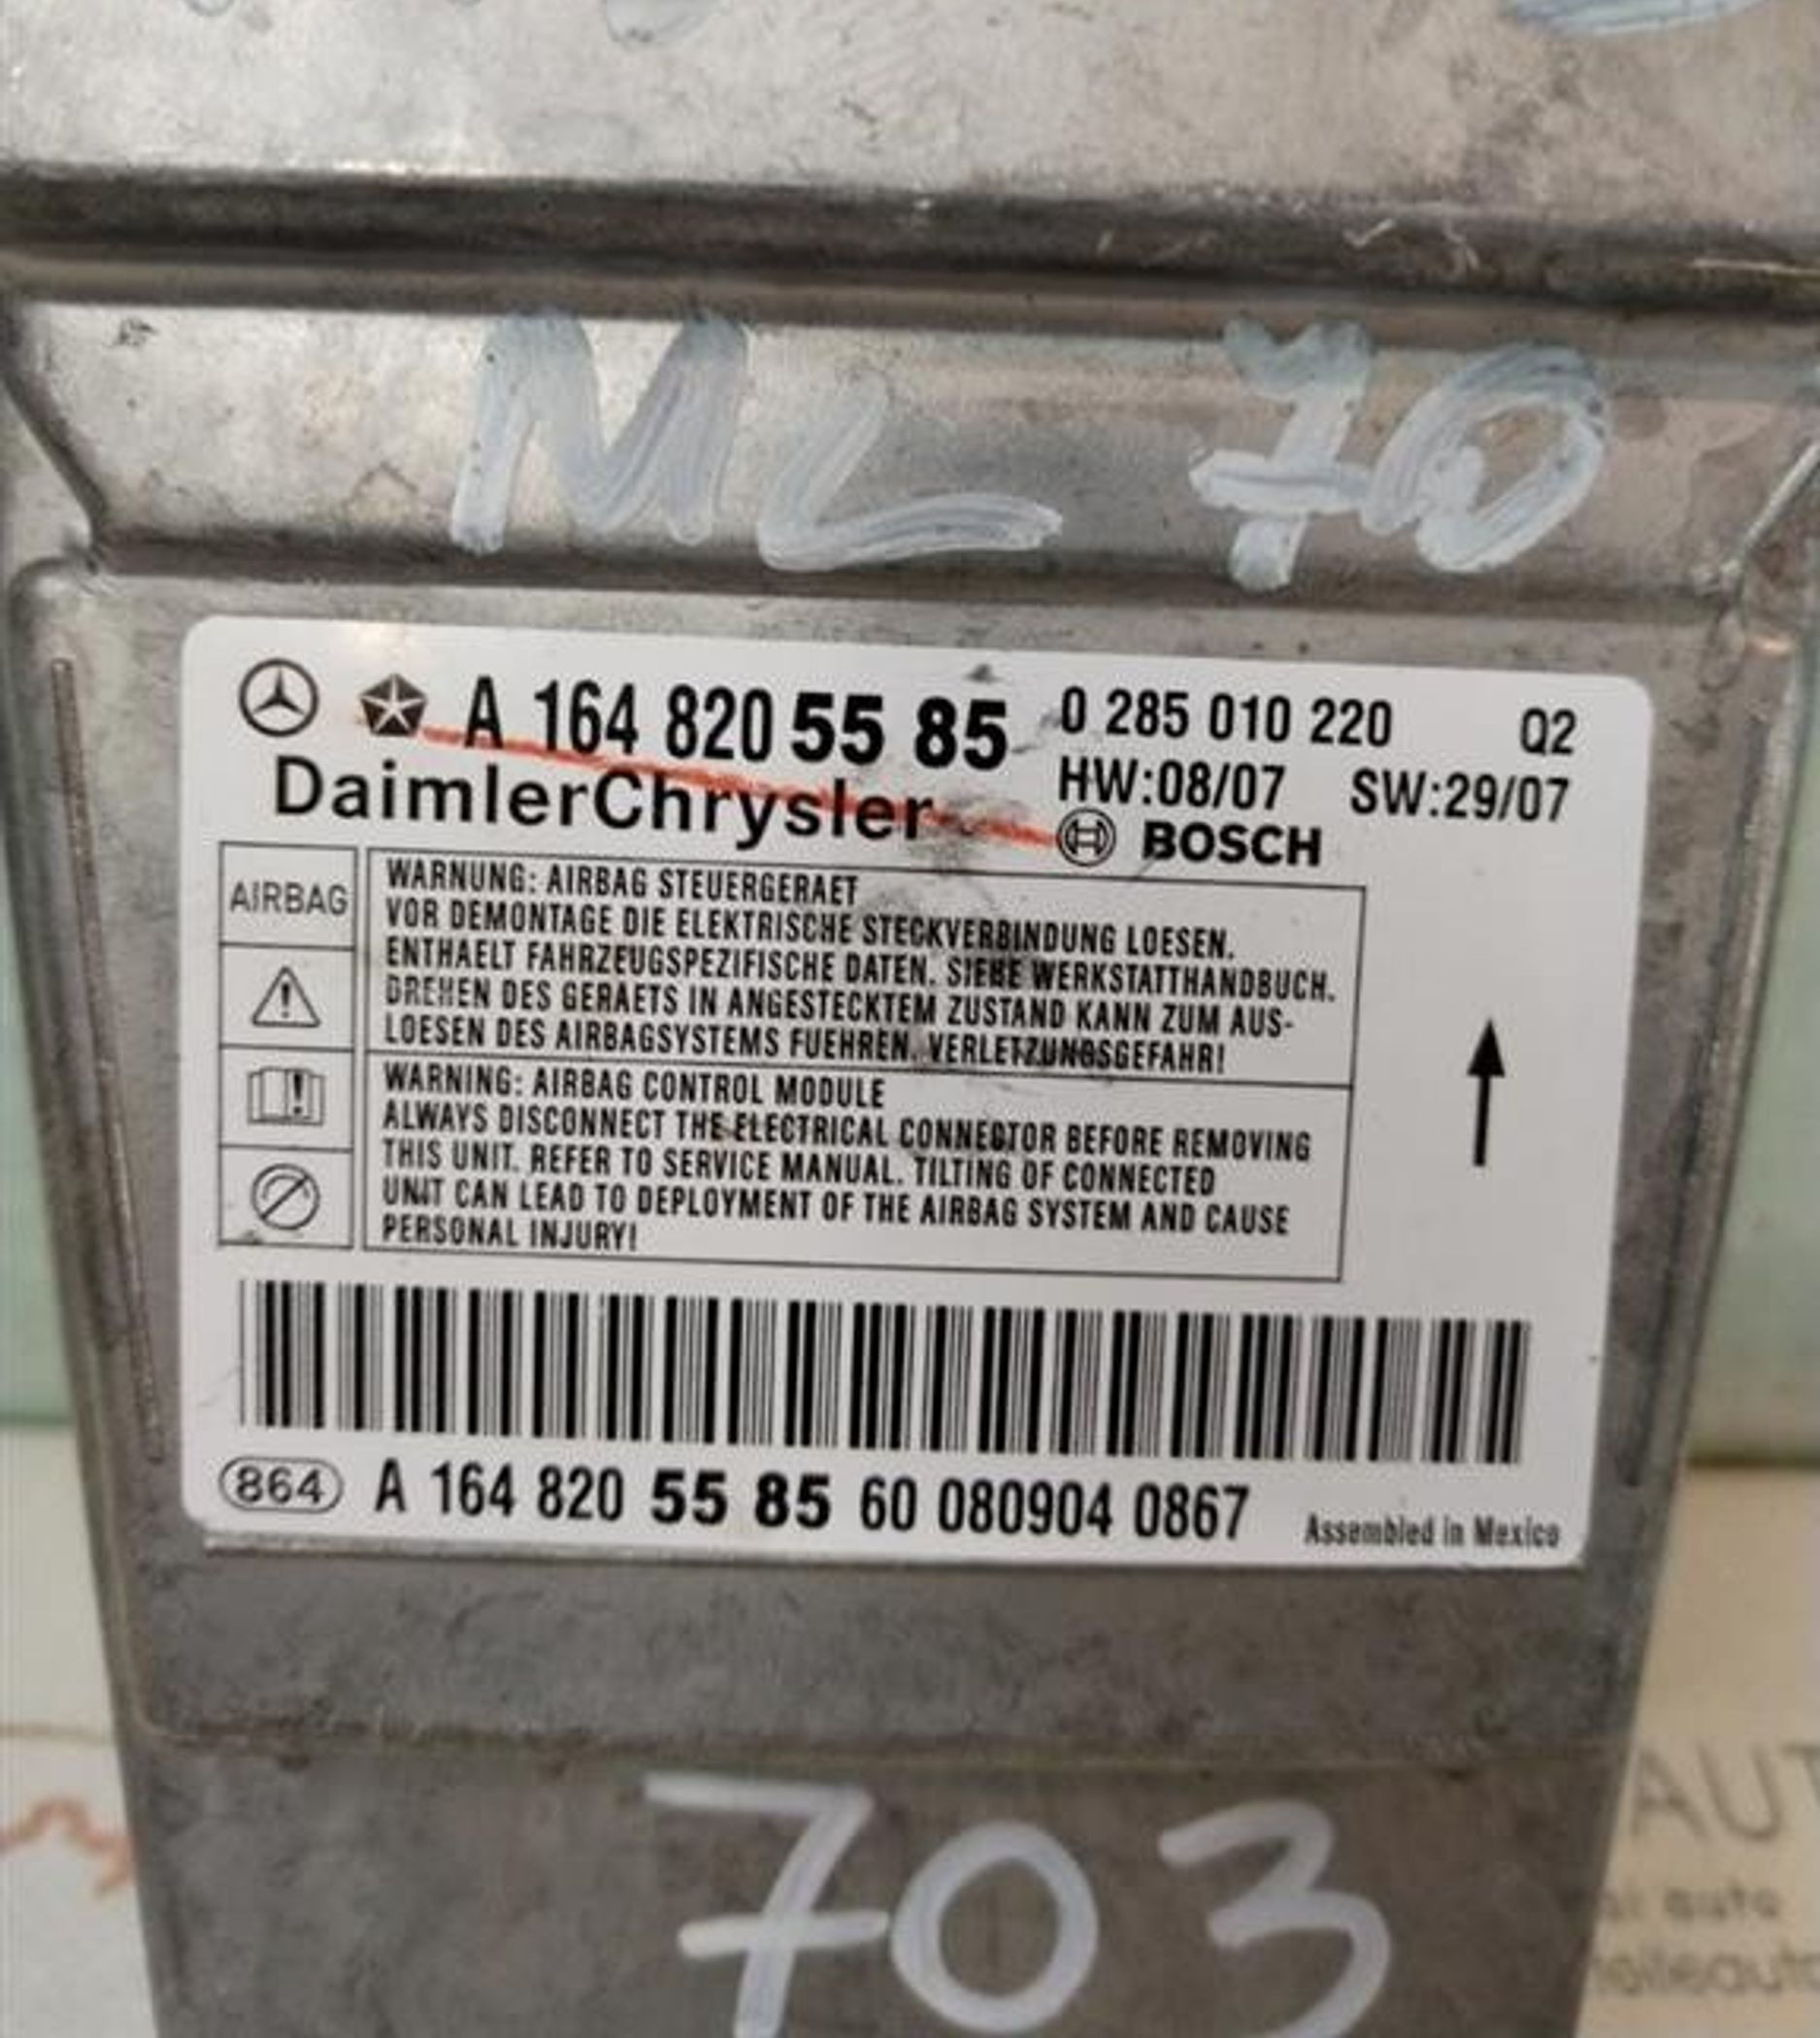 ML 70
A 164 820 55 85
0 285 010 220 Q2
DaimlerChrysler
HW:08/07 SW:29/07
BOSCH
AIRBAG
WARNUNG: AIRBAG STEUERGERAET
VOR DEMONTAGE DIE ELEKTRISCHE STECKVERBINDUNG LOESEN.
ENTHAELT FAHRZEUGSPEZIFISCHE DATEN. SIEHE WERKSTATTHANDBUCH.
DREHEN DES GERAETS IN ANGESTECKTEM ZUSTAND KANN ZUM AUS-
LOESEN DES AIRBAGSYSTEMS FUEHREN. VERLETZUNGSGEFAHR!
WARNING: AIRBAG CONTROL MODULE
ALWAYS DISCONNECT THE ELECTRICAL CONNECTOR BEFORE REMOVING
THIS UNIT. REFER TO SERVICE MANUAL. TILTING OF CONNECTED
UNIT CAN LEAD TO DEPLOYMENT OF THE AIRBAG SYSTEM AND CAUSE
PERSONAL INJURY!
864 A 164 820 55 85 60 080904 0867 Assembled in Mexico
703
AUT
auto